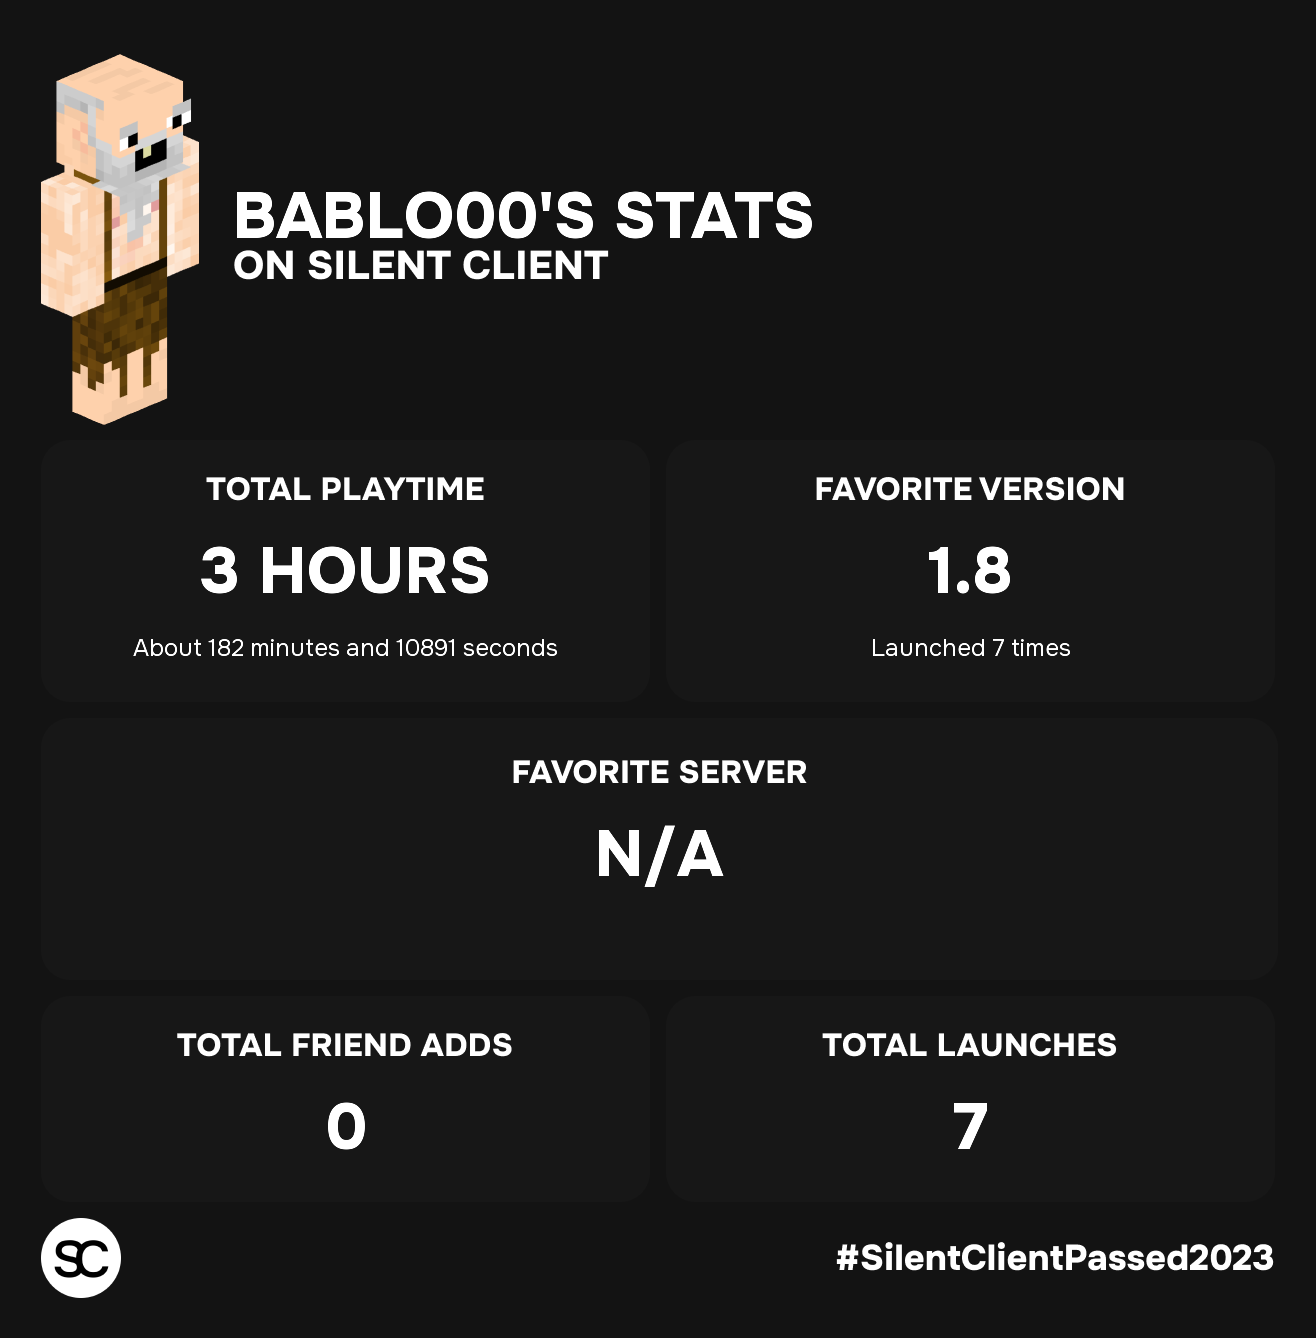 BABLO00'S STATS
ON SILENT CLIENT
TOTAL PLAYTIME
3 HOURS
About 182 minutes and 10891 seconds
FAVORITE VERSION
1.8
Launched 7 times
FAVORITE SERVER
N/A
TOTAL FRIEND ADDS
0
TOTAL LAUNCHES
7
SC
#SilentClientPassed2023